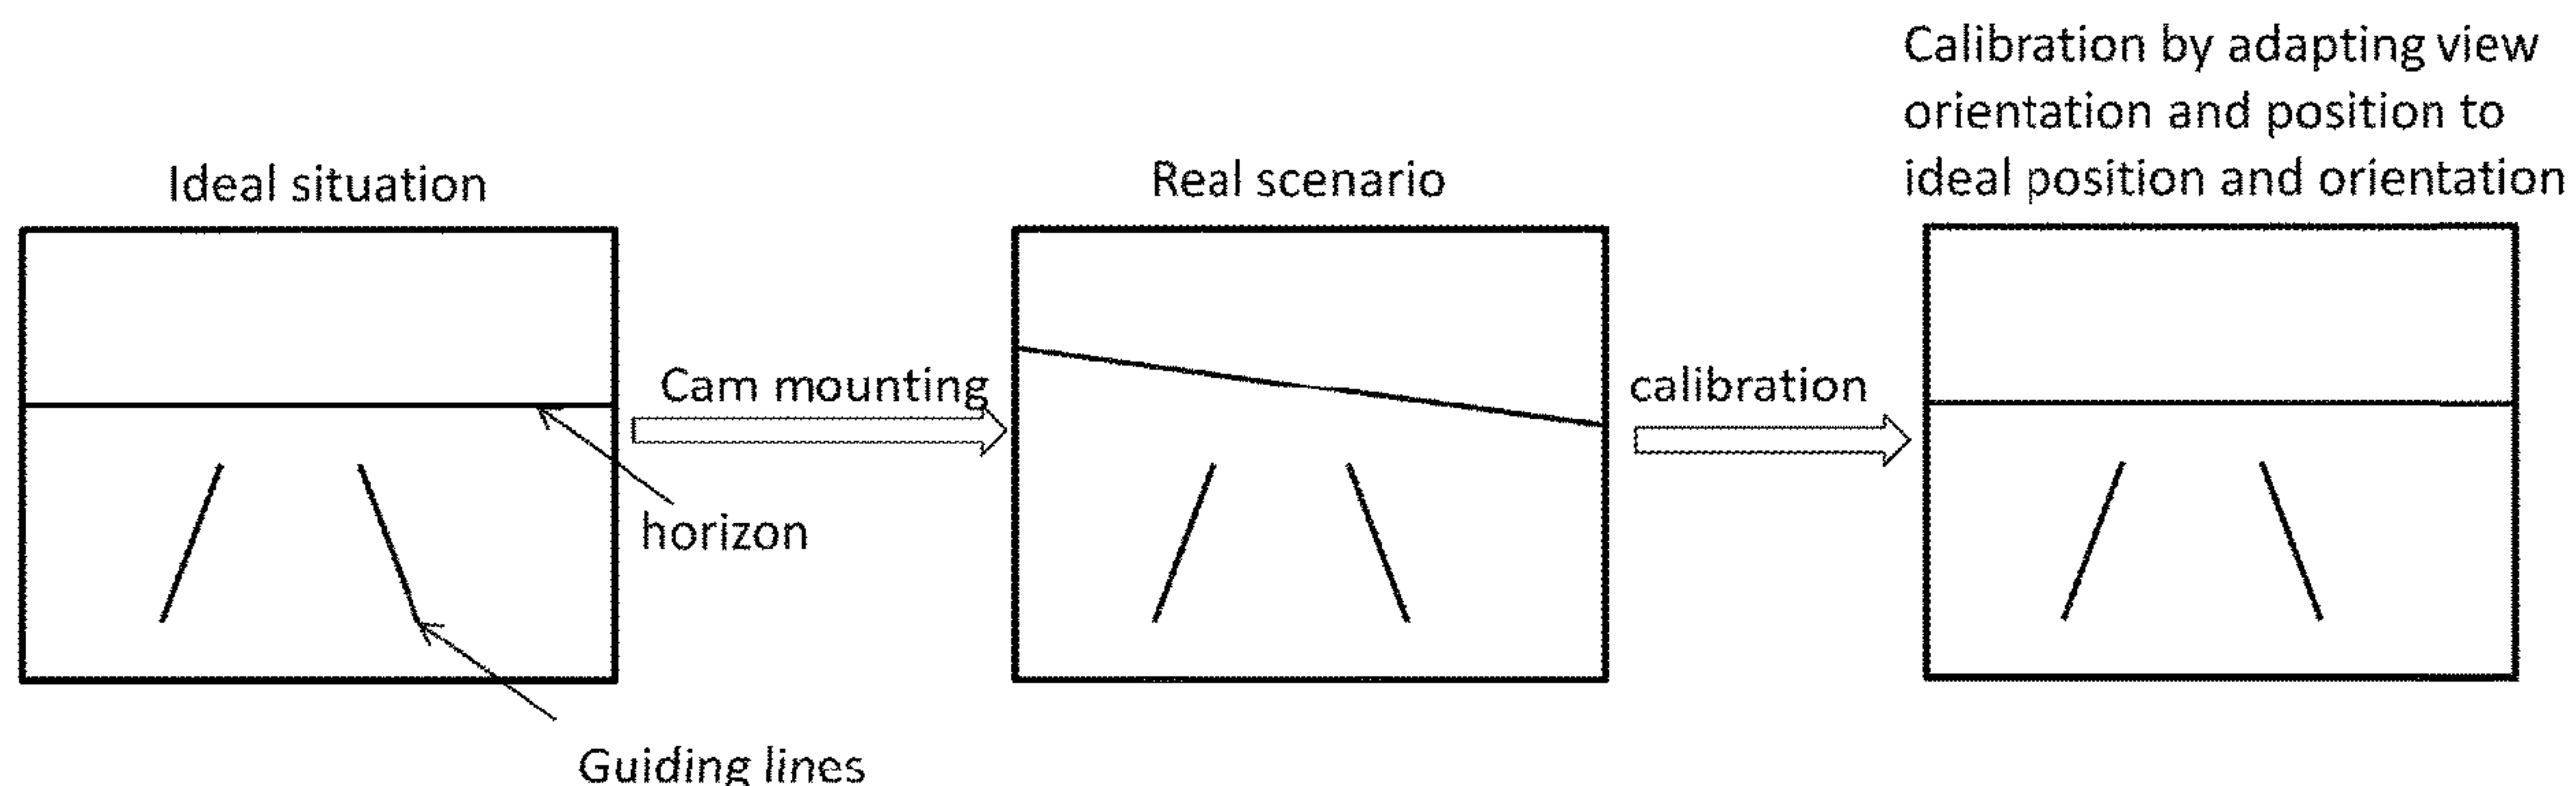 Ideal situation
Cam mounting
horizon
Guiding lines
Real scenario
calibration
Calibration by adapting view
orientation and position to
ideal position and orientation